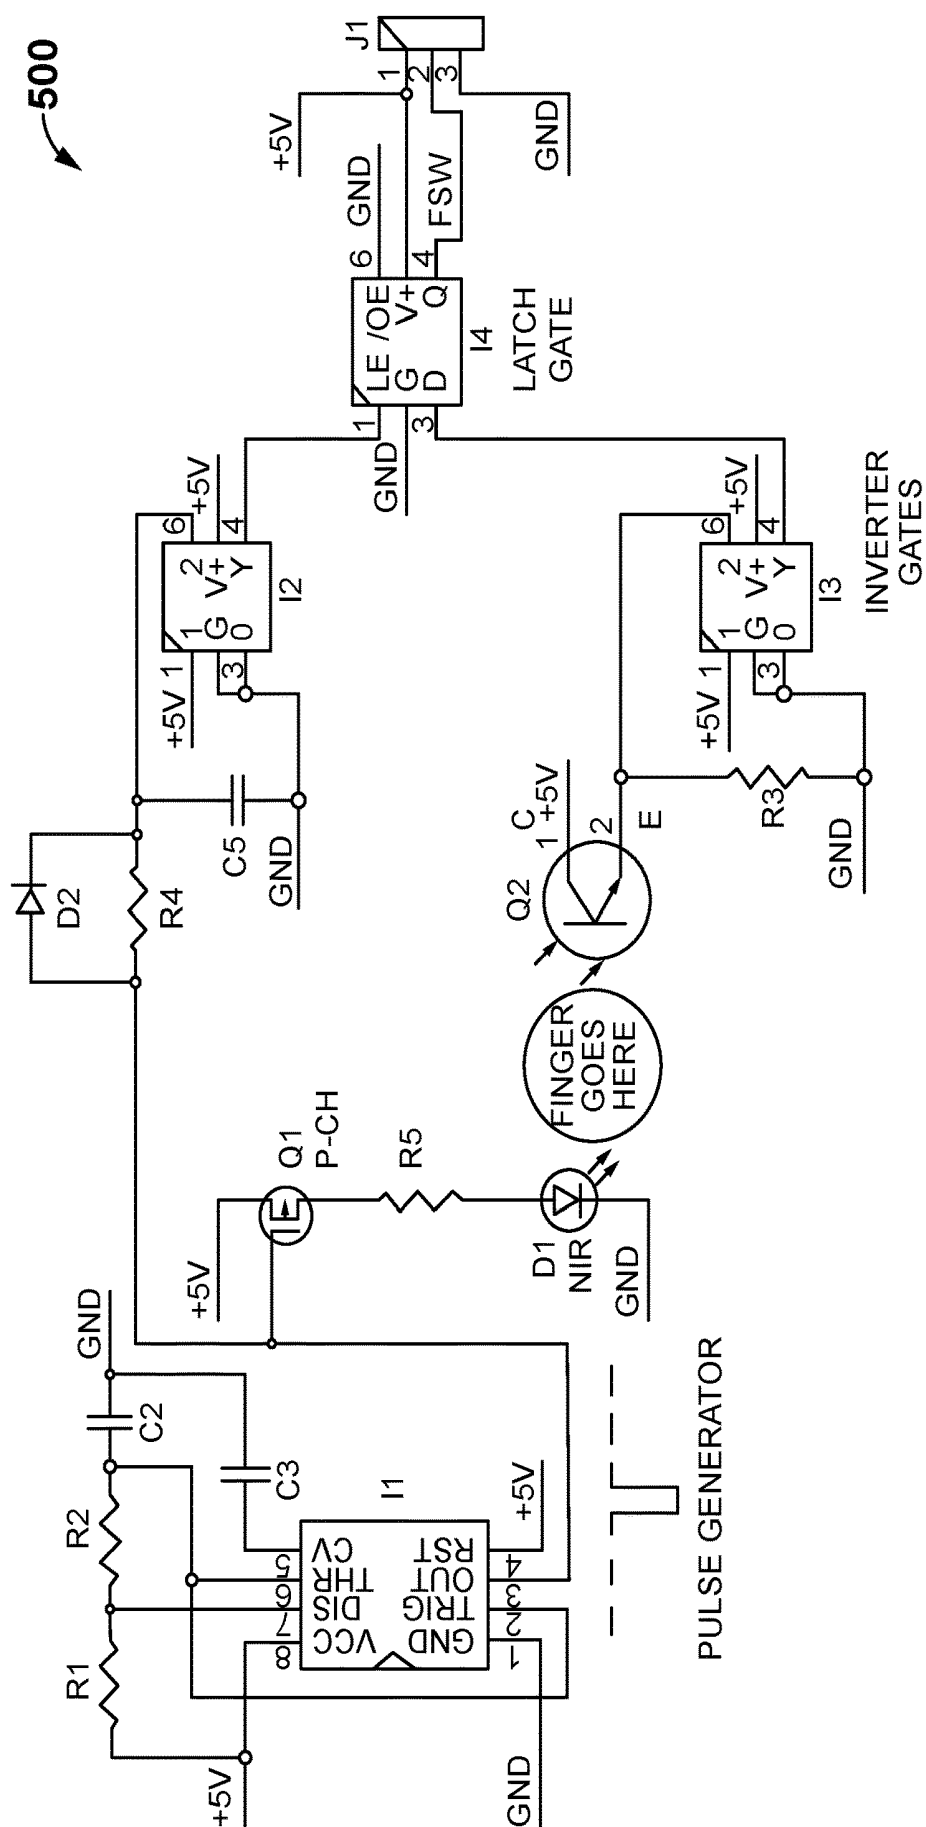 500
J1
1
2
3
+5V
GND
6 GND
FSW
4
LE /OE
G V+
D Q
1
GND
3
I4
LATCH
GATE
D2
R4
C5
GND
+5V 1
3
1 2
G V+
0 Y
6
+5V
4
I2
+5V 1
3
1 2
G V+
0 Y
6
+5V
4
I3
INVERTER
GATES
Q2
C
1 +5V
2
E
R3
GND
FINGER
GOES
HERE
+5V
Q1
P-CH
R5
D1
NIR
GND
R1
R2
C2
GND
C3
+5V
8 7 6 5
VCC DIS THR CV
GND TRIG OUT RST
1 2 3 4
I1
+5V
GND
PULSE GENERATOR